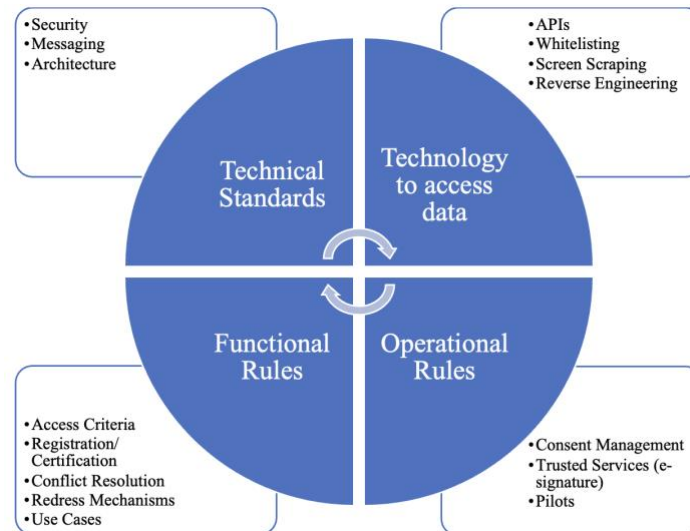 •Security
•Messaging
•Architecture
•APIs
•Whitelisting
•Screen Scraping
•Reverse Engineering
Technical
Standards
Technology
to access
data
Functional
Rules
Operational
Rules
•Access Criteria
•Registration/
Certification
•Conflict Resolution
•Redress Mechanisms
•Use Cases
•Consent Management
•Trusted Services (e-
signature)
•Pilots